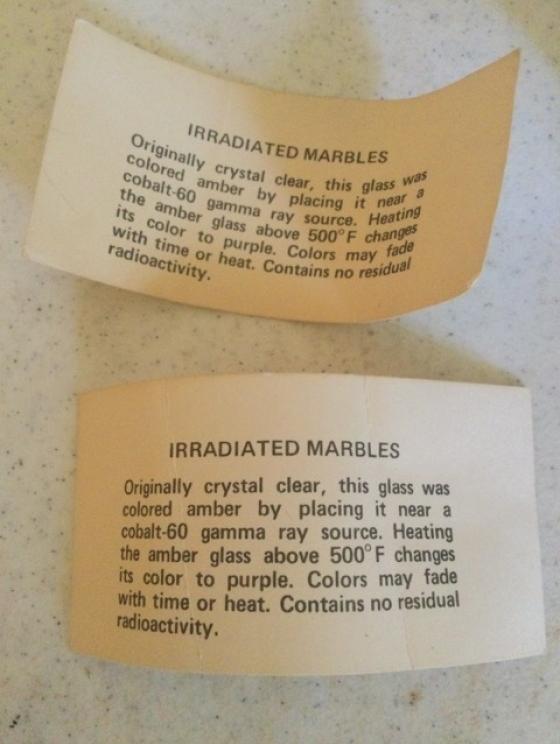 IRRADIATED MARBLES
Originally crystal clear, this glass was
colored amber by placing it near a
cobalt-60 gamma ray source. Heating
the amber glass above 500°F changes
its color to purple. Colors may fade
with time or heat. Contains no residual
radioactivity.
IRRADIATED MARBLES
Originally crystal clear, this glass was
colored amber by placing it near a
cobalt-60 gamma ray source. Heating
the amber glass above 500°F changes
its color to purple. Colors may fade
with time or heat. Contains no residual
radioactivity.